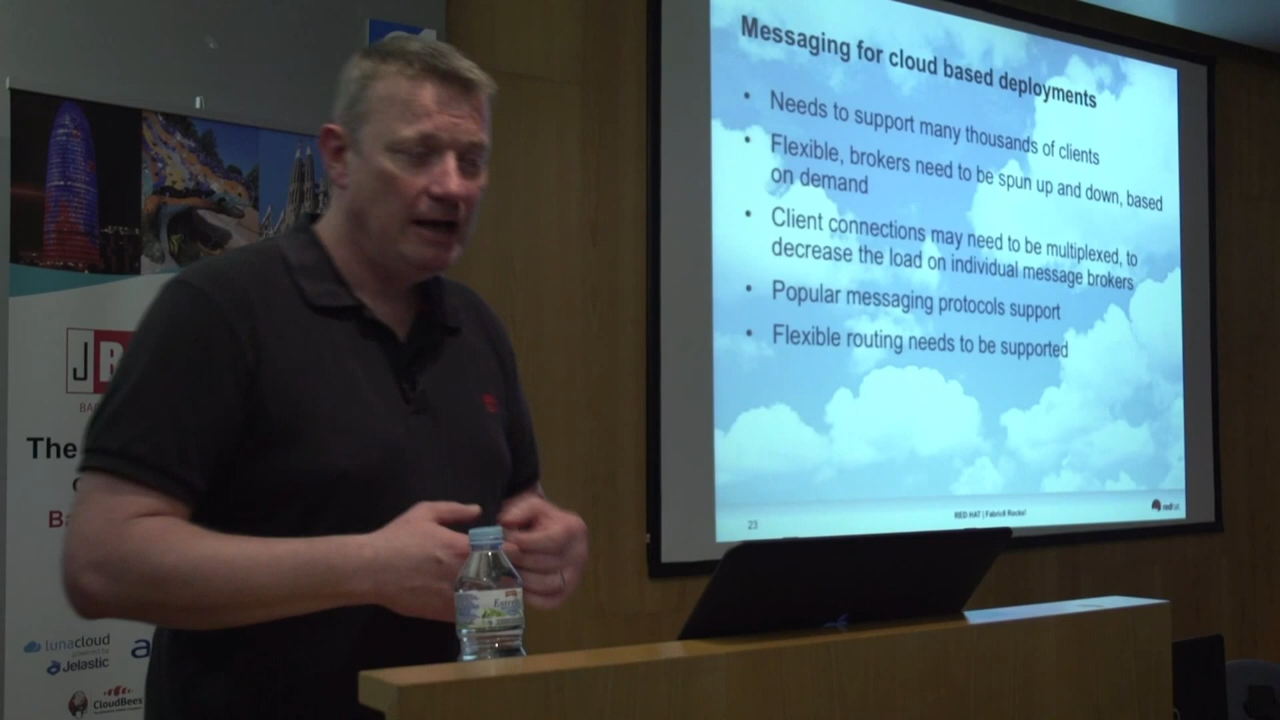 Messaging for cloud based deployments
• Needs to support many thousands of clients
• Flexible, brokers need to be spun up and down, based
on demand
• Client connections may need to be multiplexed, to
decrease the load on individual message brokers
• Popular messaging protocols support
• Flexible routing needs to be supported
23
RED HAT | Fabric8 Rocks!
redhat
J
The
lunacloud
powered by
Jelastic
CloudBees